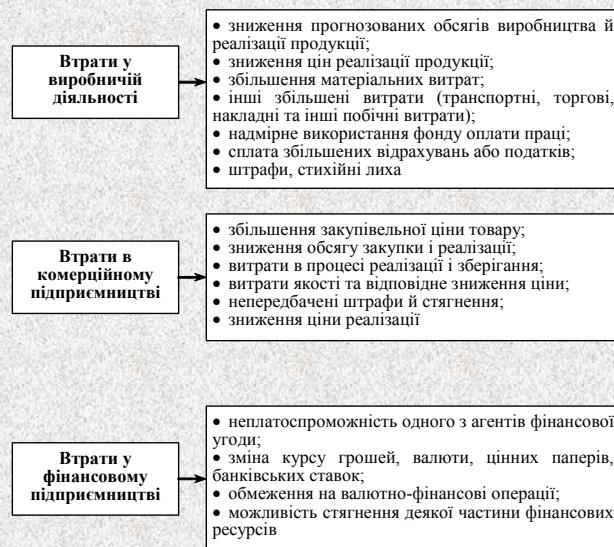 Втрати у
виробничій
діяльності
• зниження прогнозованих обсягів виробництва й
реалізації продукції;
• зниження цін реалізації продукції;
• збільшення матеріальних витрат;
• інші збільшені витрати (транспортні, торгові,
накладні та інші побічні витрати);
• надмірне використання фонду оплати праці;
• сплата збільшених відрахувань або податків;
• штрафи, стихійні лиха
Втрати в
комерційному
підприємництві
• збільшення закупівельної ціни товару;
• зниження обсягу закупки і реалізації;
• витрати в процесі реалізації і зберігання;
• витрати якості та відповідне зниження ціни;
• непередбачені штрафи й стягнення;
• зниження ціни реалізації
Втрати у
фінансовому
підприємництві
• неплатоспроможність одного з агентів фінансової
угоди;
• зміна курсу грошей, валюти, цінних паперів,
банківських ставок;
• обмеження на валютно-фінансові операції;
• можливість стягнення деякої частини фінансових
ресурсів